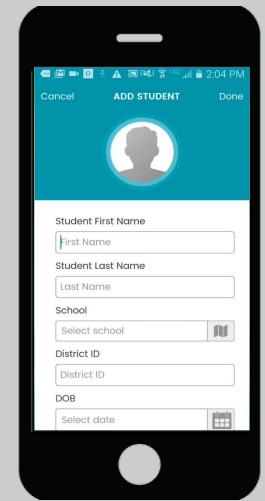 2:04 PM
Cancel ADD STUDENT Done
Student First Name
First Name
Student Last Name
Last Name
School
Select school
District ID
District ID
DOB
Select date